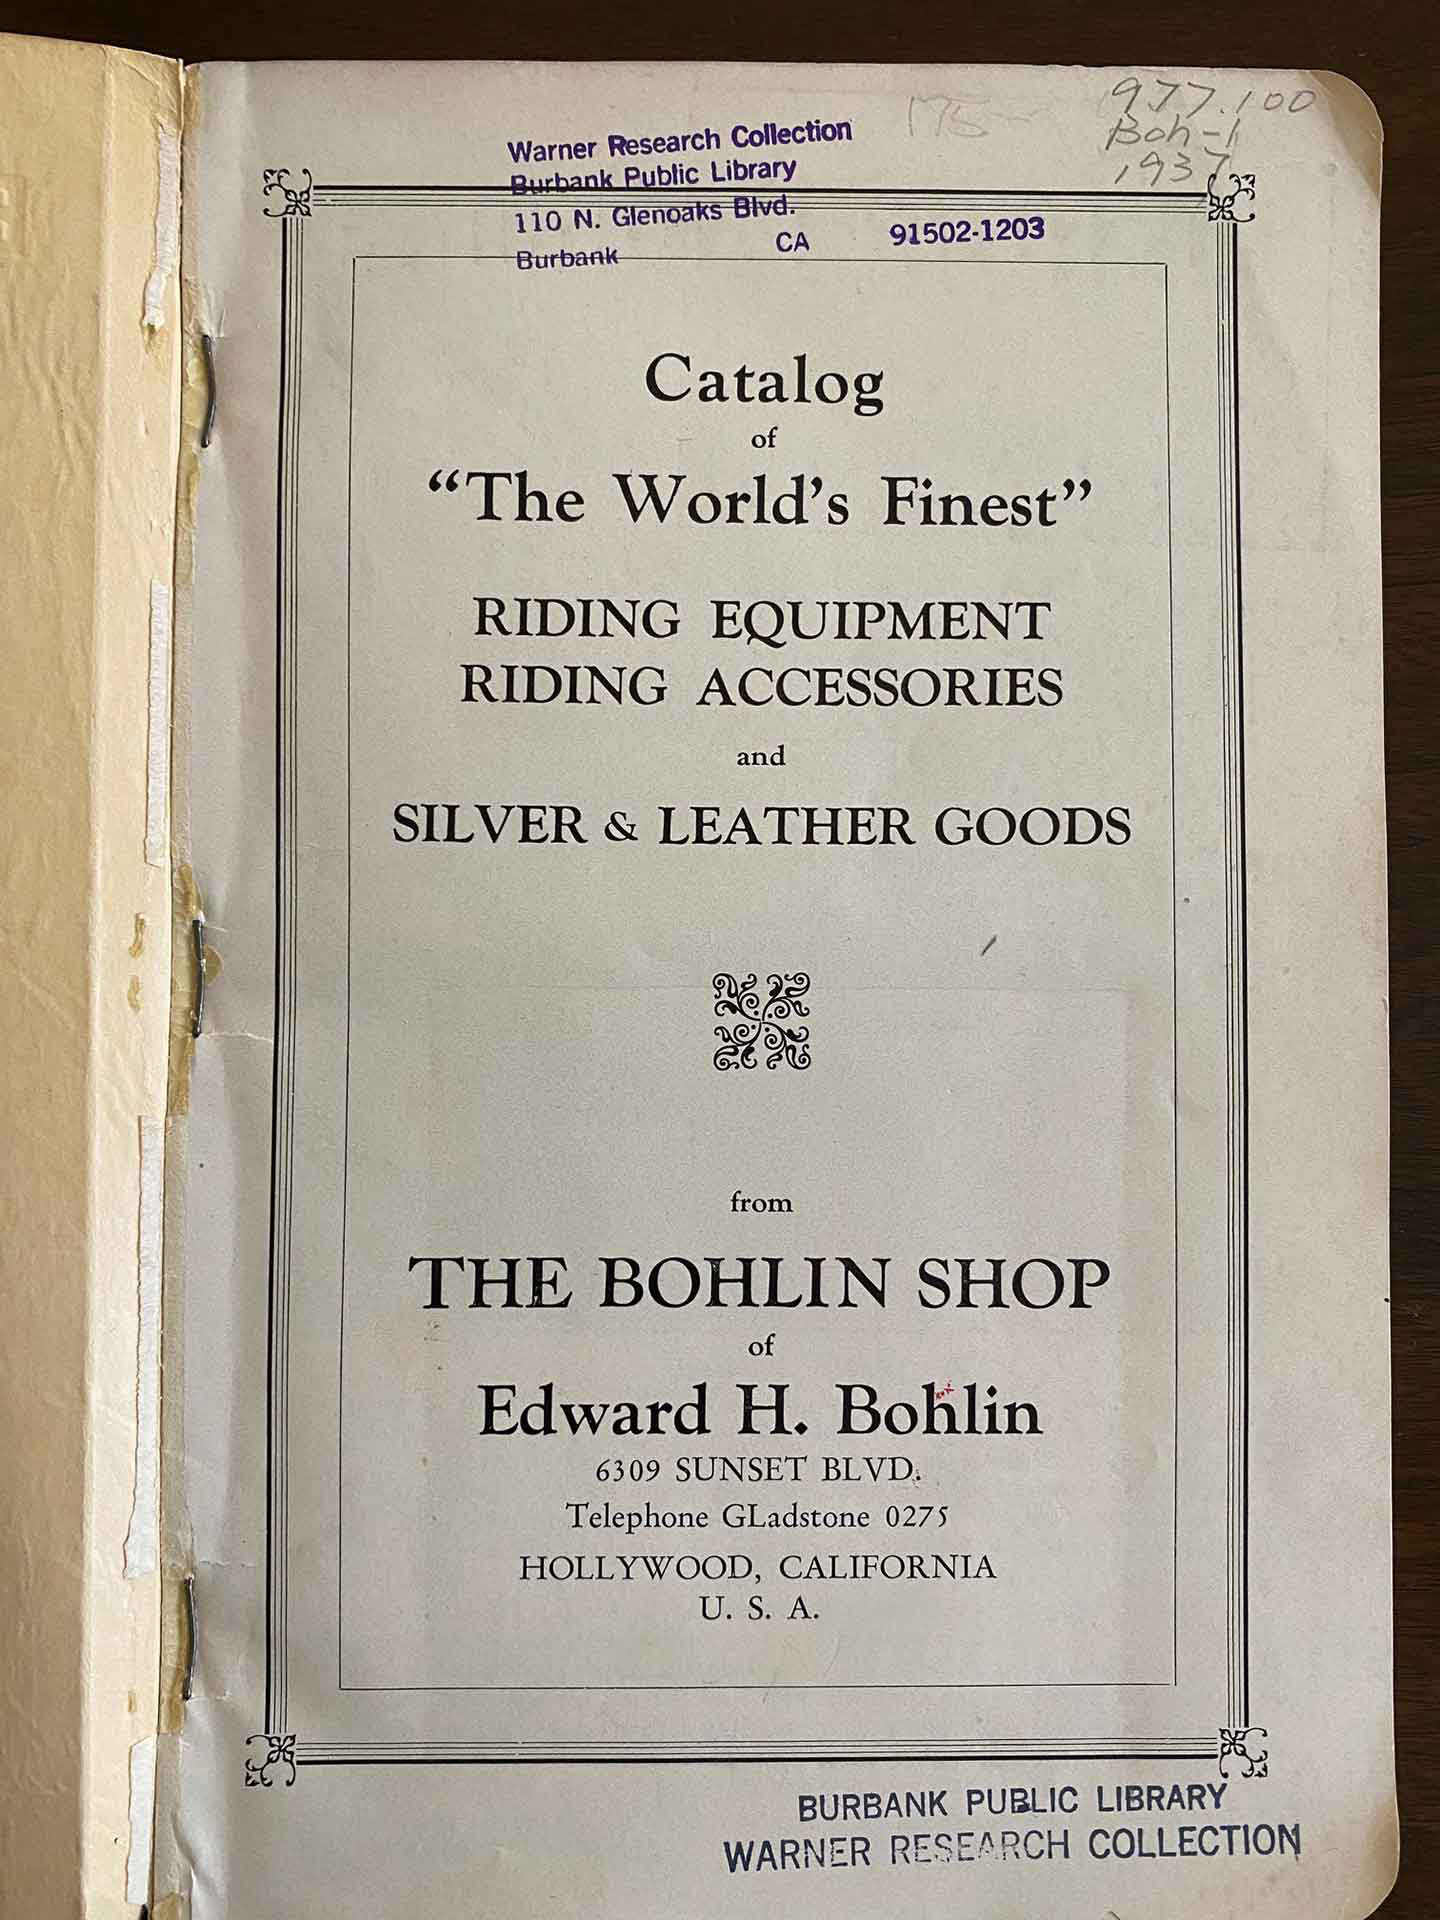 977.100
Boh-1
1937
175
Warner Research Collection
Burbank Public Library
110 N. Glenoaks Blvd.
Burbank CA 91502-1203
Catalog
of
“The World's Finest”
RIDING EQUIPMENT
RIDING ACCESSORIES
and
SILVER & LEATHER GOODS
from
THE BOHLIN SHOP
of
Edward H. Bohlin
6309 SUNSET BLVD.
Telephone GLadstone 0275
HOLLYWOOD, CALIFORNIA
U. S. A.
BURBANK PUBLIC LIBRARY
WARNER RESEARCH COLLECTION